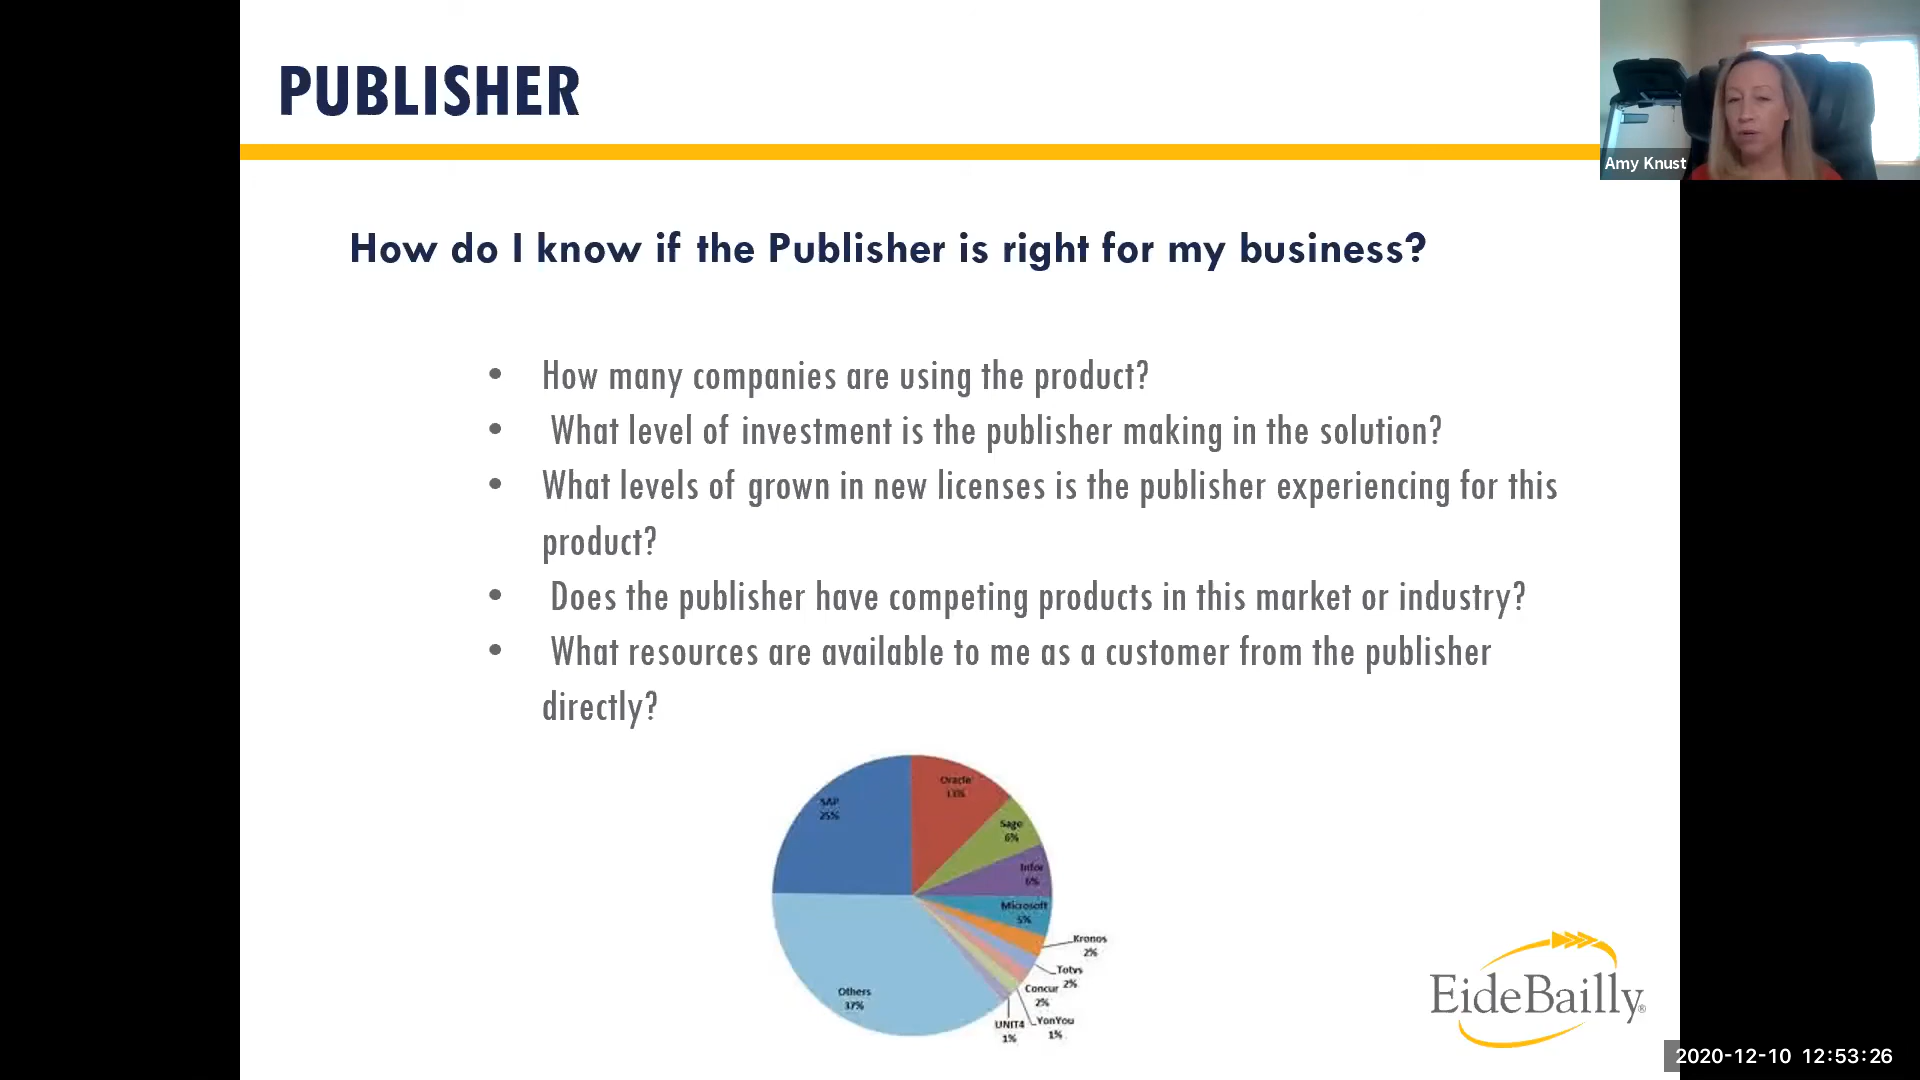 PUBLISHER
Amy Knust
How do I know if the Publisher is right for my business?
• How many companies are using the product?
• What level of investment is the publisher making in the solution?
• What levels of grown in new licenses is the publisher experiencing for this
product?
• Does the publisher have competing products in this market or industry?
• What resources are available to me as a customer from the publisher
directly?
Oracle
13%
SAP
25%
Sage
6%
Infor
6%
Microsoft
5%
Kronos
2%
Totvs
2%
Concur
2%
YonYou
1%
UNIT4
1%
Others
37%
EideBailly®
2020-12-10 12:53:26